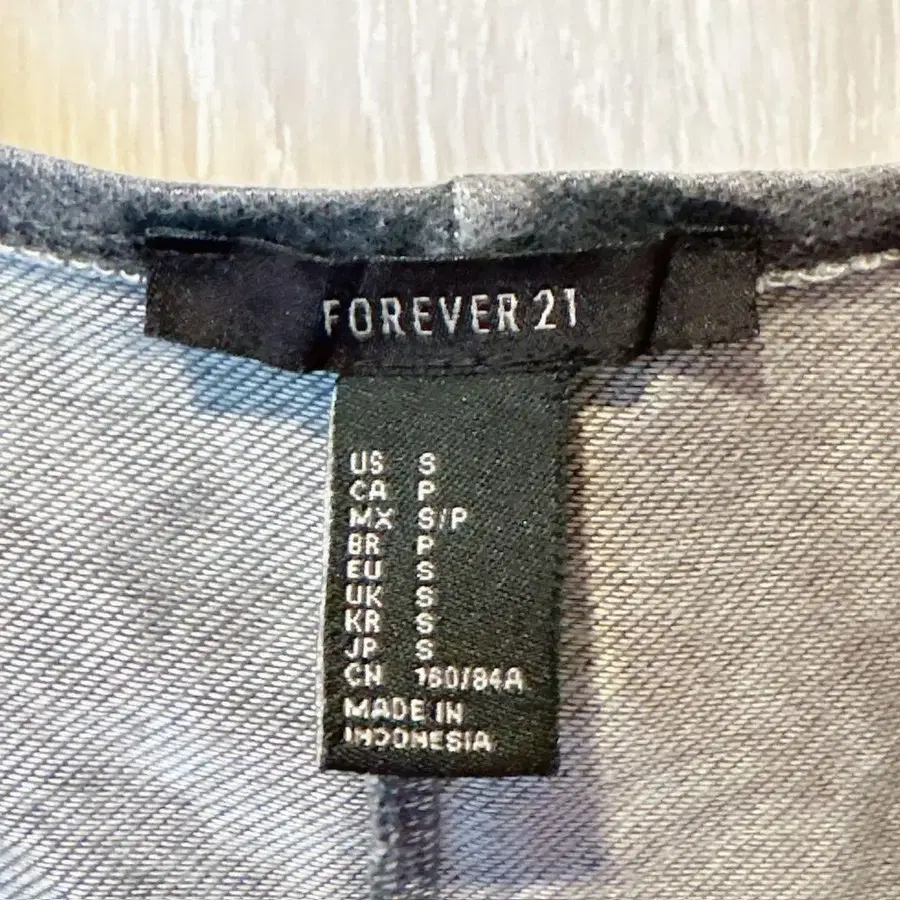 FOREVER 21
US S
CA P
MX S/P
BR P
EU S
UK S
KR S
JP S
CN 160/84A
MADE IN
INDONESIA